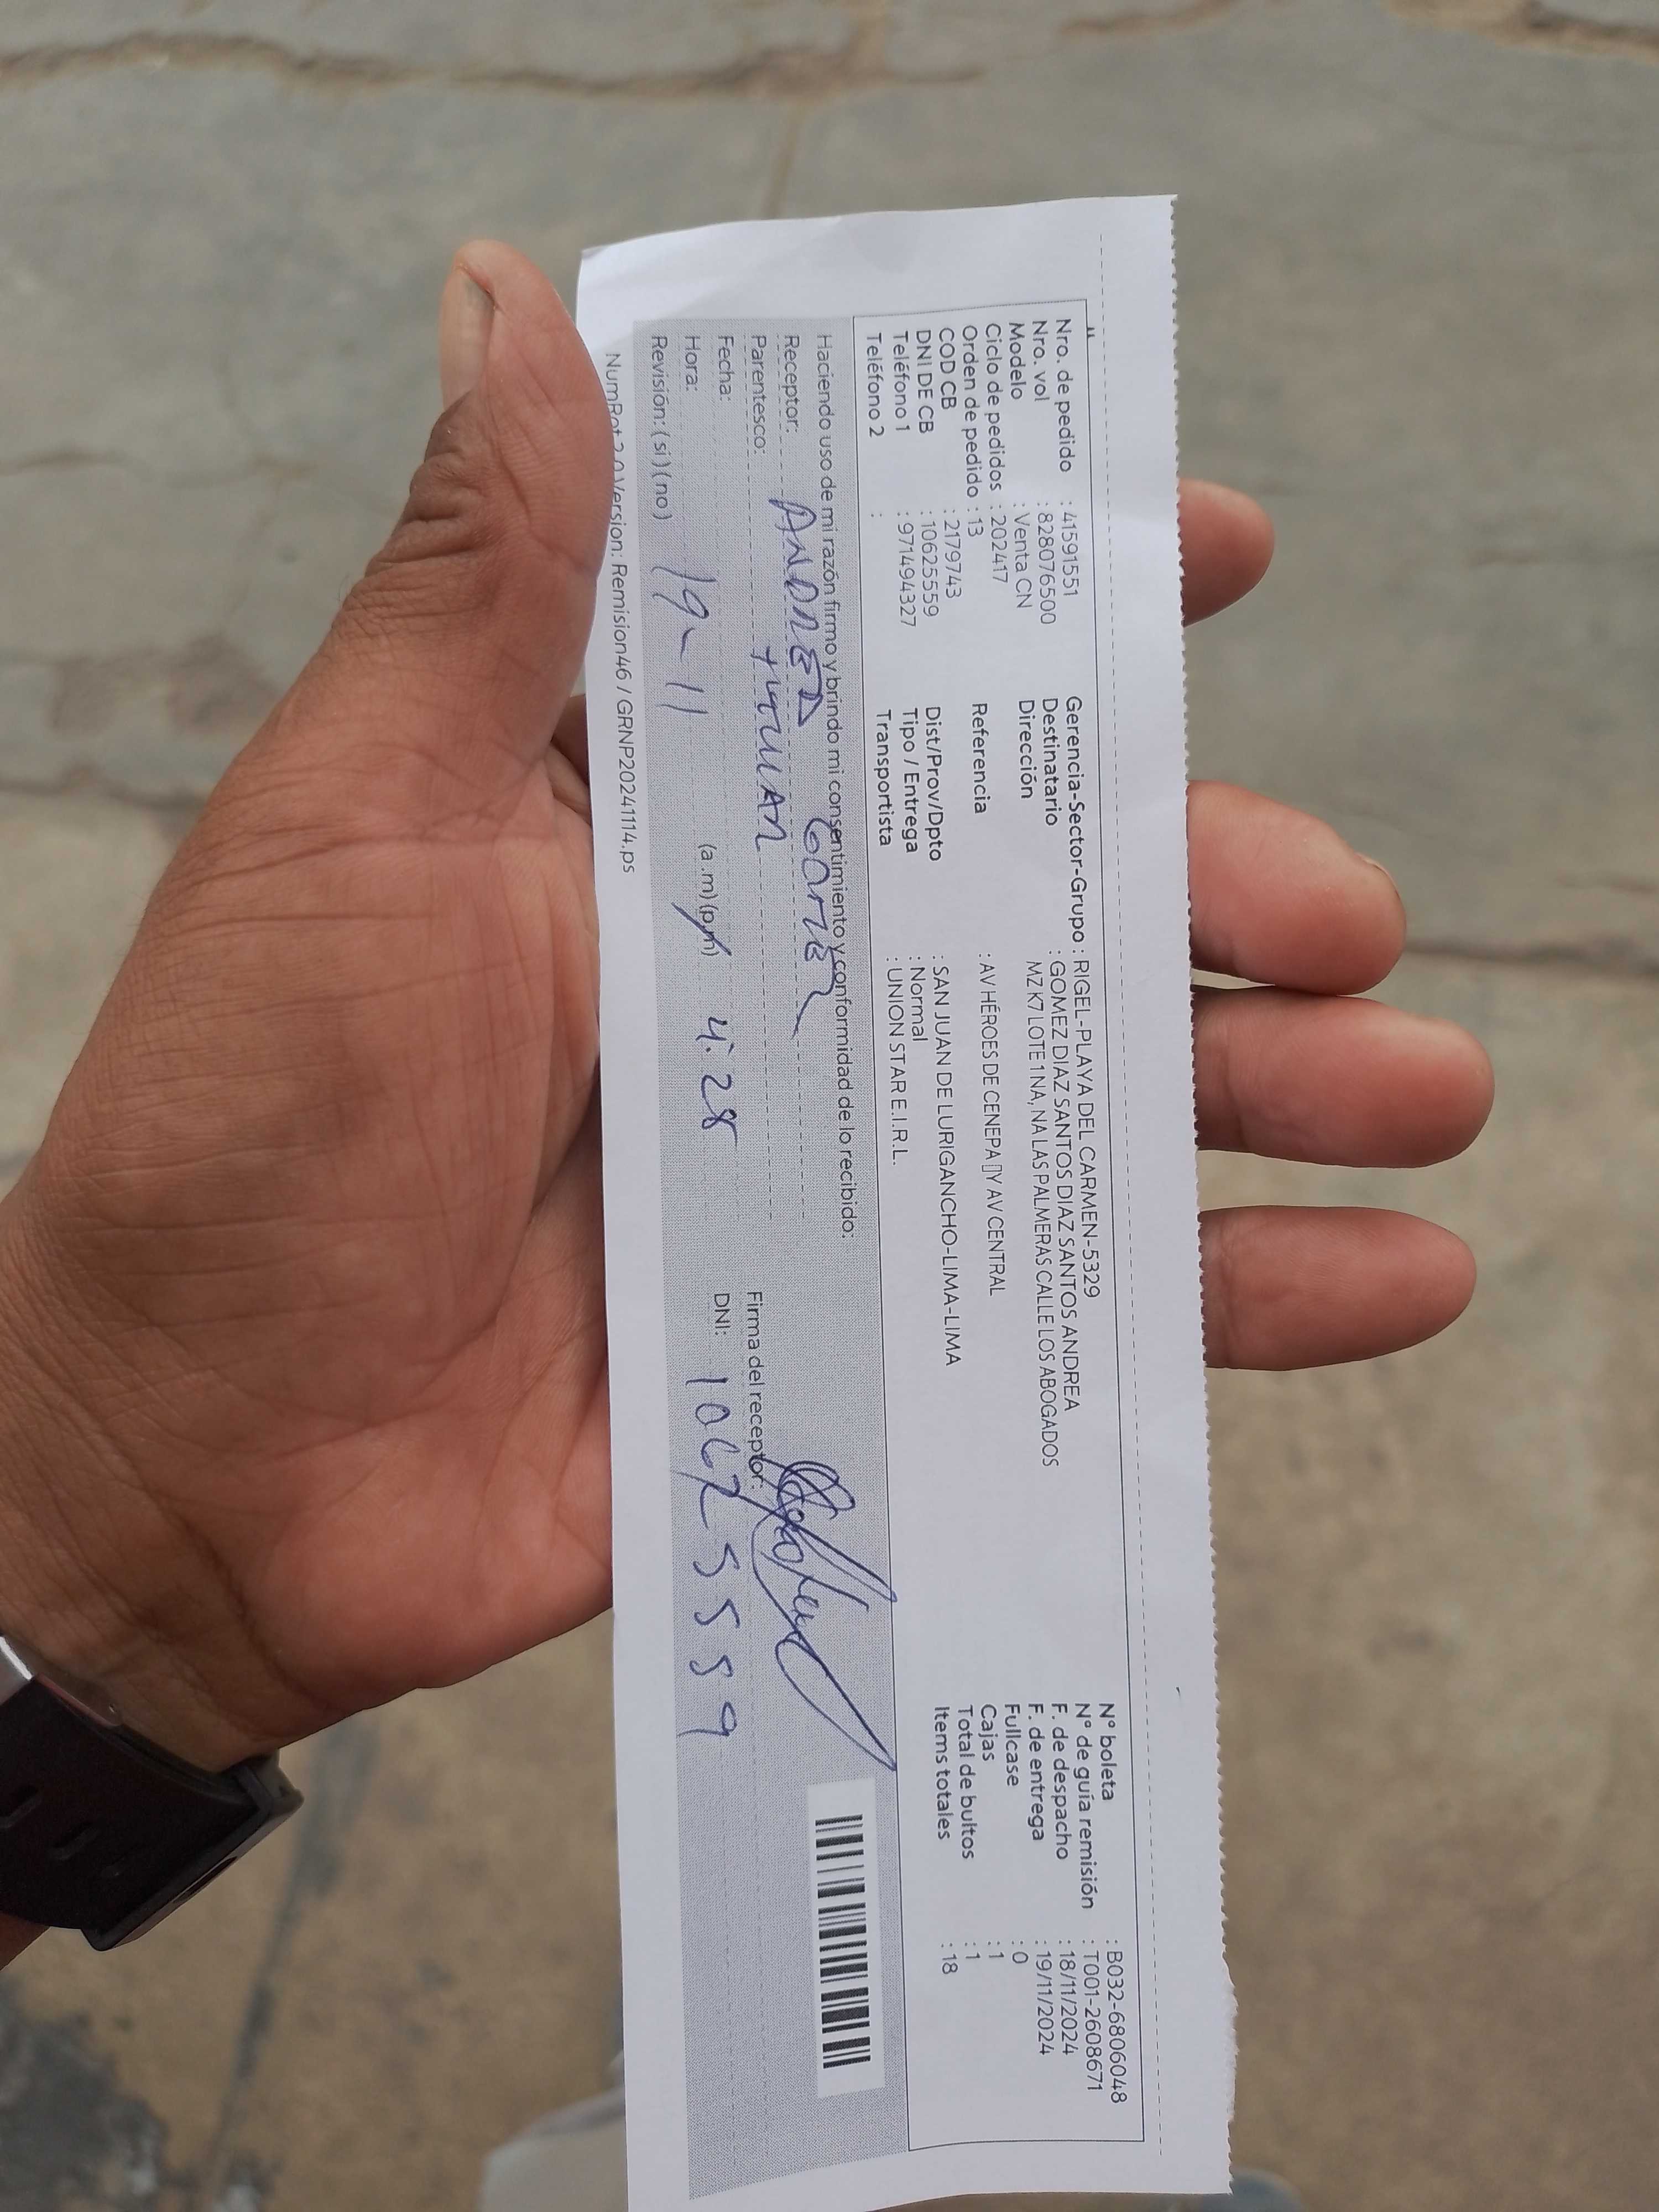 Nro. de pedido : 41591551
Nro. vol : 828076500
Modelo : Venta CN
Ciclo de pedidos : 202417
Orden de pedido : 13
COD CB : 2179743
DNI DE CB : 10625559
Teléfono 1 : 971494327
Teléfono 2 :
Gerencia-Sector-Grupo : RIGEL-PLAYA DEL CARMEN-5329
Destinatario : GOMEZ DIAZ SANTOS DIAZ SANTOS ANDREA
Dirección MZ K7 LOTE 1 NA, NA LAS PALMERAS CALLE LOS ABOGADOS
Referencia : AV HÉROES DE CENEPA Y AV CENTRAL
Dist/Prov/Dpto : SAN JUAN DE LURIGANCHO-LIMA-LIMA
Tipo / Entrega : Normal
Transportista : UNION STAR E.I.R.L.
N° boleta : B032-6806048
N° de guía remisión : T001-2608671
F. de despacho : 18/11/2024
F. de entrega : 19/11/2024
Fullcase : 0
Cajas : 1
Total de bultos : 1
Items totales : 18
Haciendo uso de mi razón firmo y brindo mi consentimiento y conformidad de lo recibido:
Receptor: ANDREA
Parentesco:
Fecha: 19-11
Hora: (a.m)(p.m) 4:28
Revisión: (si) (no)
Firma del receptor:
DNI: 10625559
NumRot 2.0 Version: Remision46 / GRNP20241114.ps